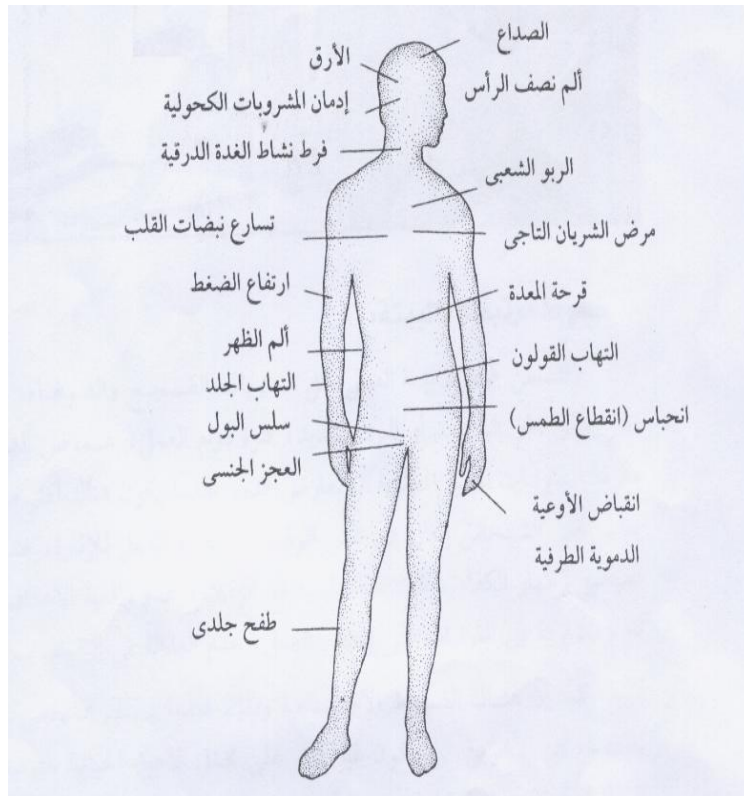 الصداع
ألم نصف الرأس
الربو الشعبى
مرض الشريان التاجى
قرحة المعدة
التهاب القولون
انحباس (انقطاع الطمس)
انقباض الأوعية
الدموية الطرفية
الأرق
إدمان المشروبات الكحولية
فرط نشاط الغدة الدرقية
تسارع نبضات القلب
ارتفاع الضغط
ألم الظهر
التهاب الجلد
سلس البول
العجز الجنسى
طفح جلدى